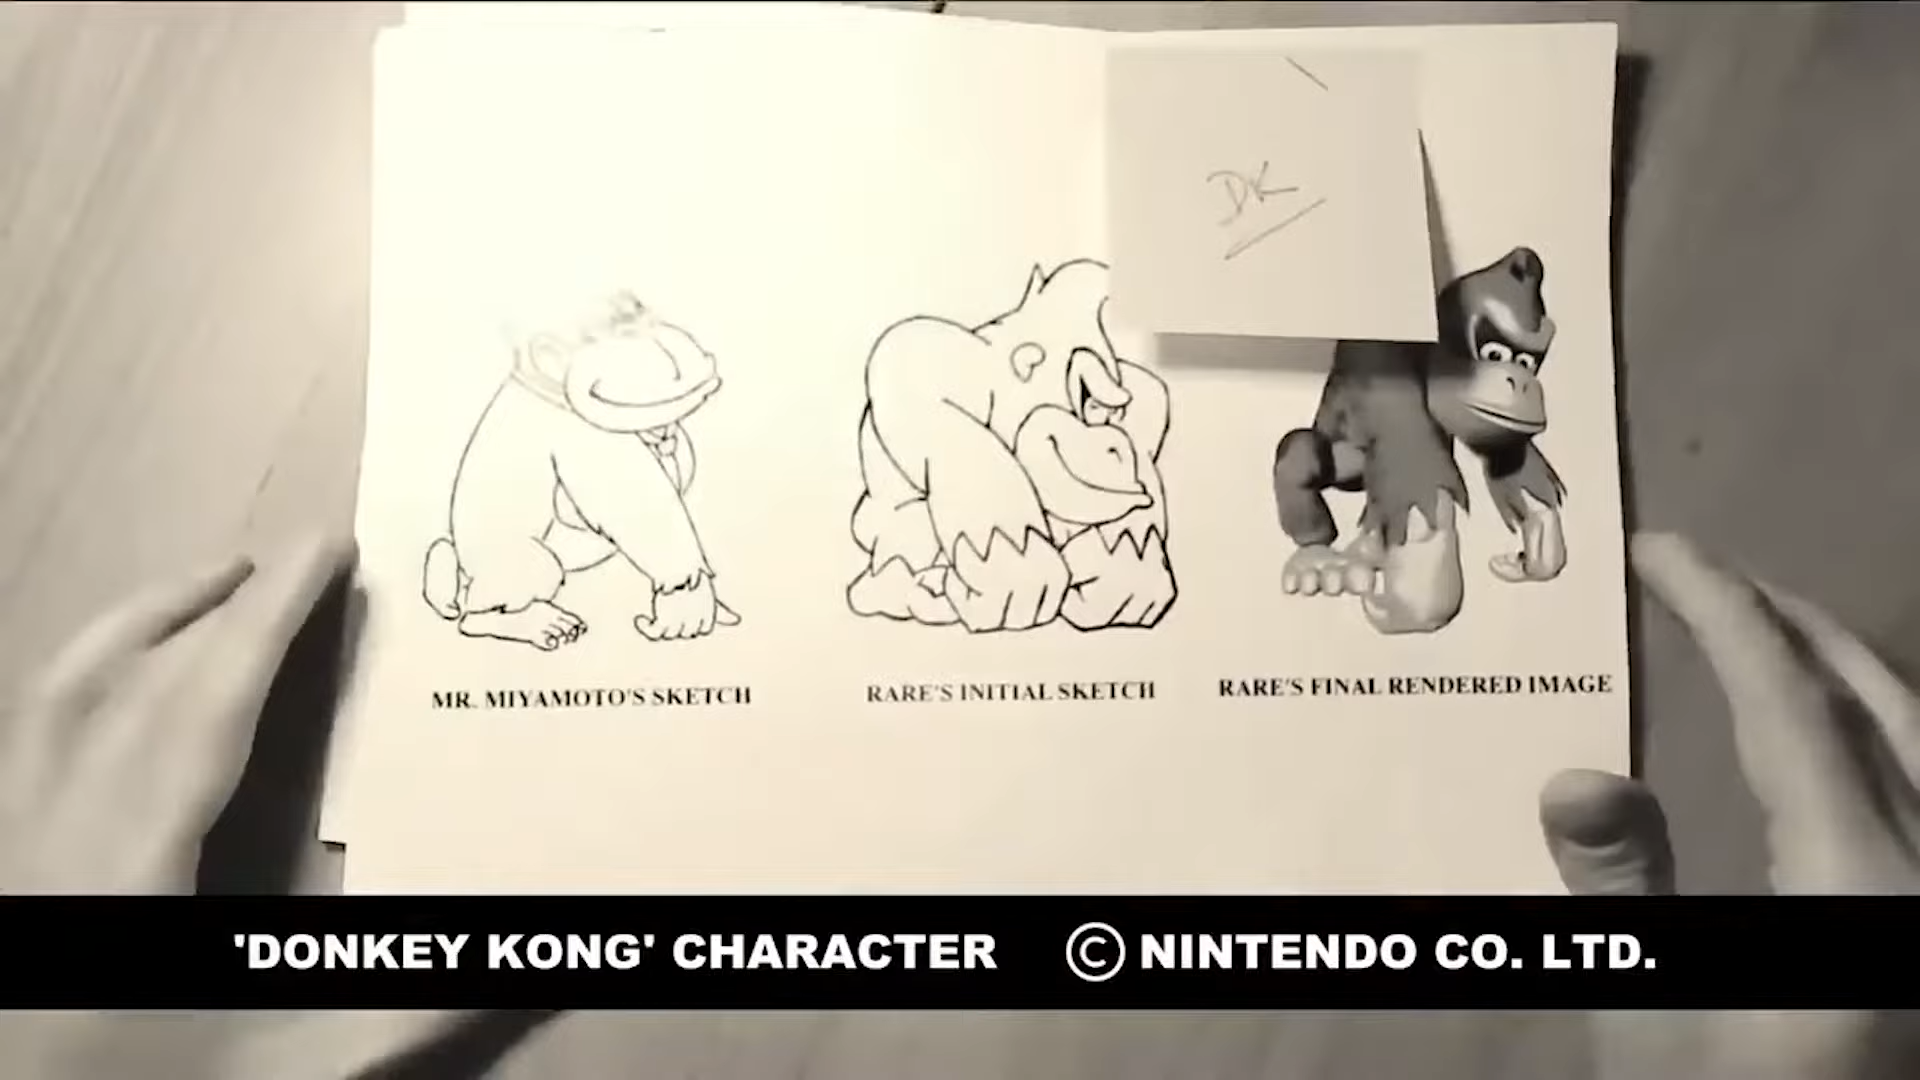 DK
MR. MIYAMOTO'S SKETCH
RARE'S INITIAL SKETCH
RARE'S FINAL RENDERED IMAGE
'DONKEY KONG' CHARACTER © NINTENDO CO. LTD.